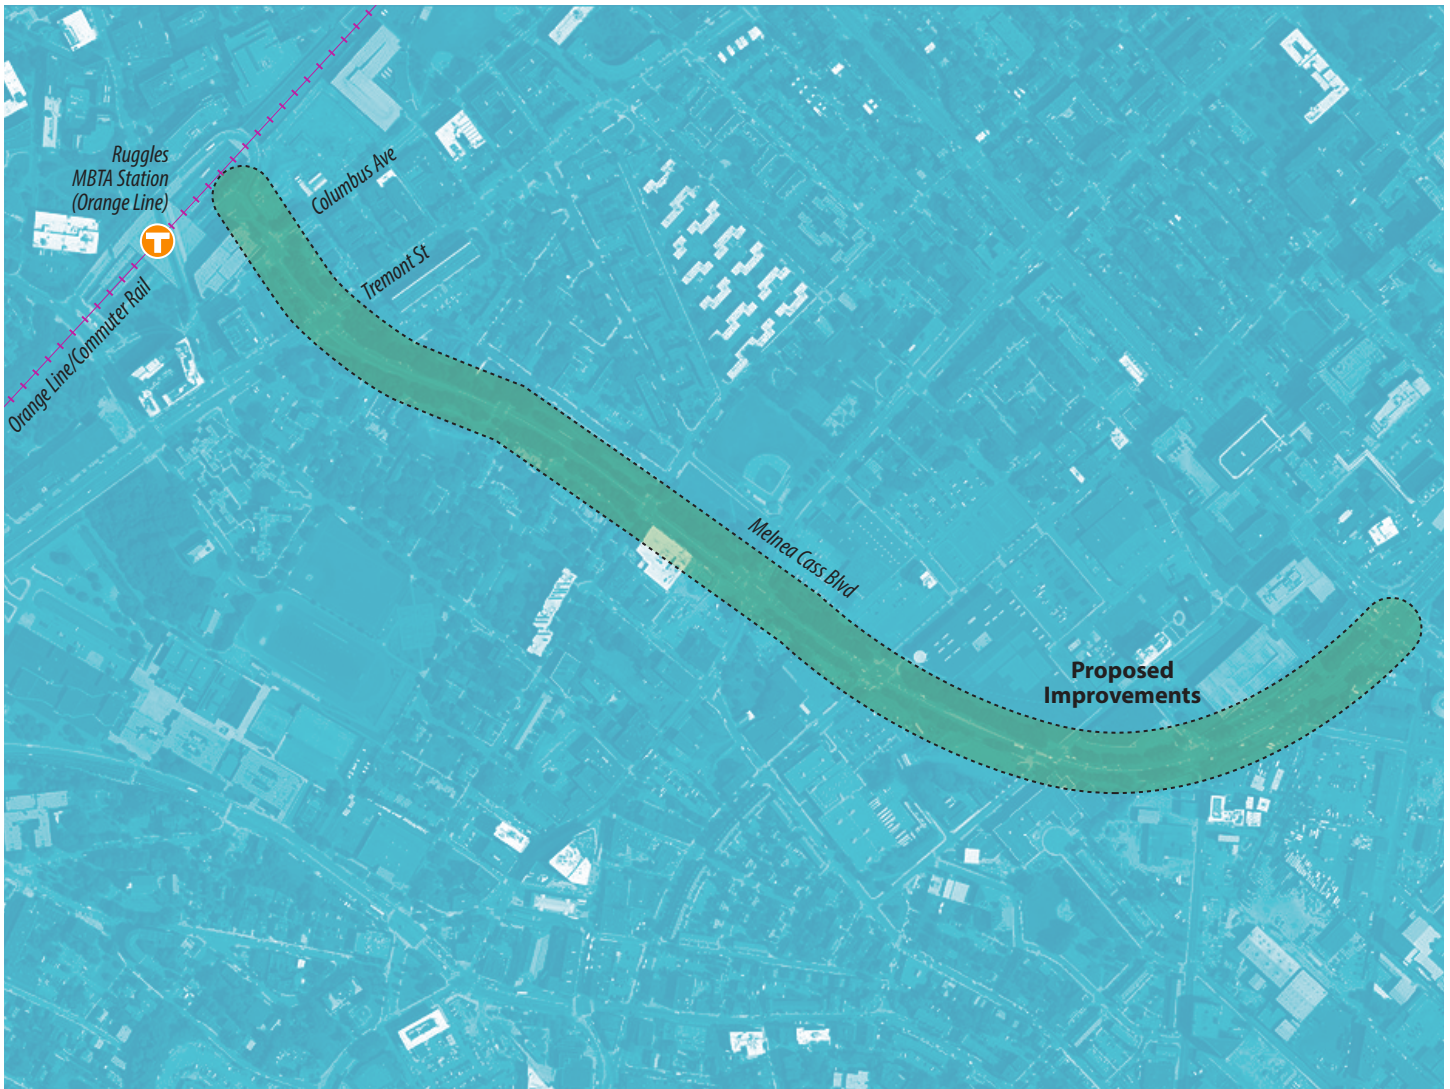 Ruggles
MBTA Station
(Orange Line)
T
Orange Line/Commuter Rail
Columbus Ave
Tremont St
Melnea Cass Blvd
Proposed
Improvements